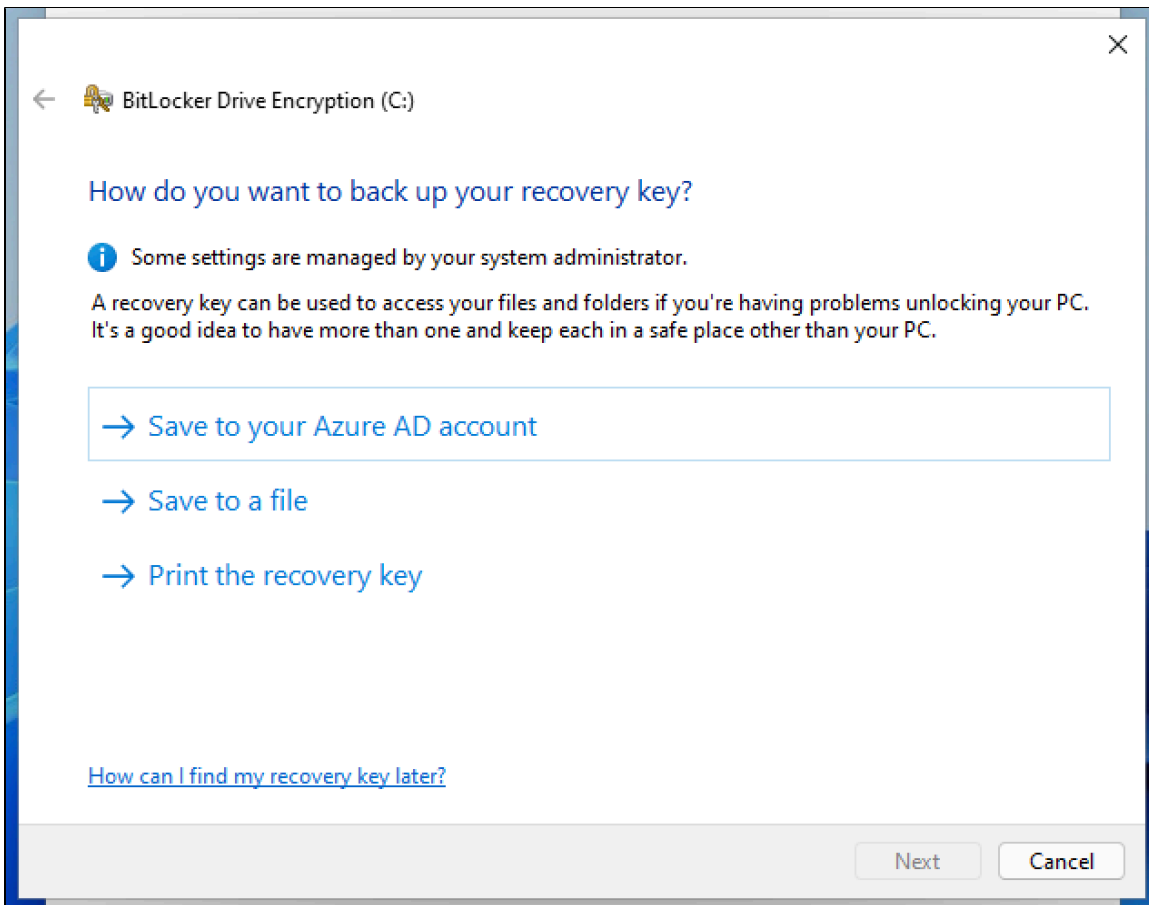 BitLocker Drive Encryption (C:)
How do you want to back up your recovery key?
Some settings are managed by your system administrator.
A recovery key can be used to access your files and folders if you're having problems unlocking your PC.
It's a good idea to have more than one and keep each in a safe place other than your PC.
Save to your Azure AD account
Save to a file
Print the recovery key
How can I find my recovery key later?
Next
Cancel